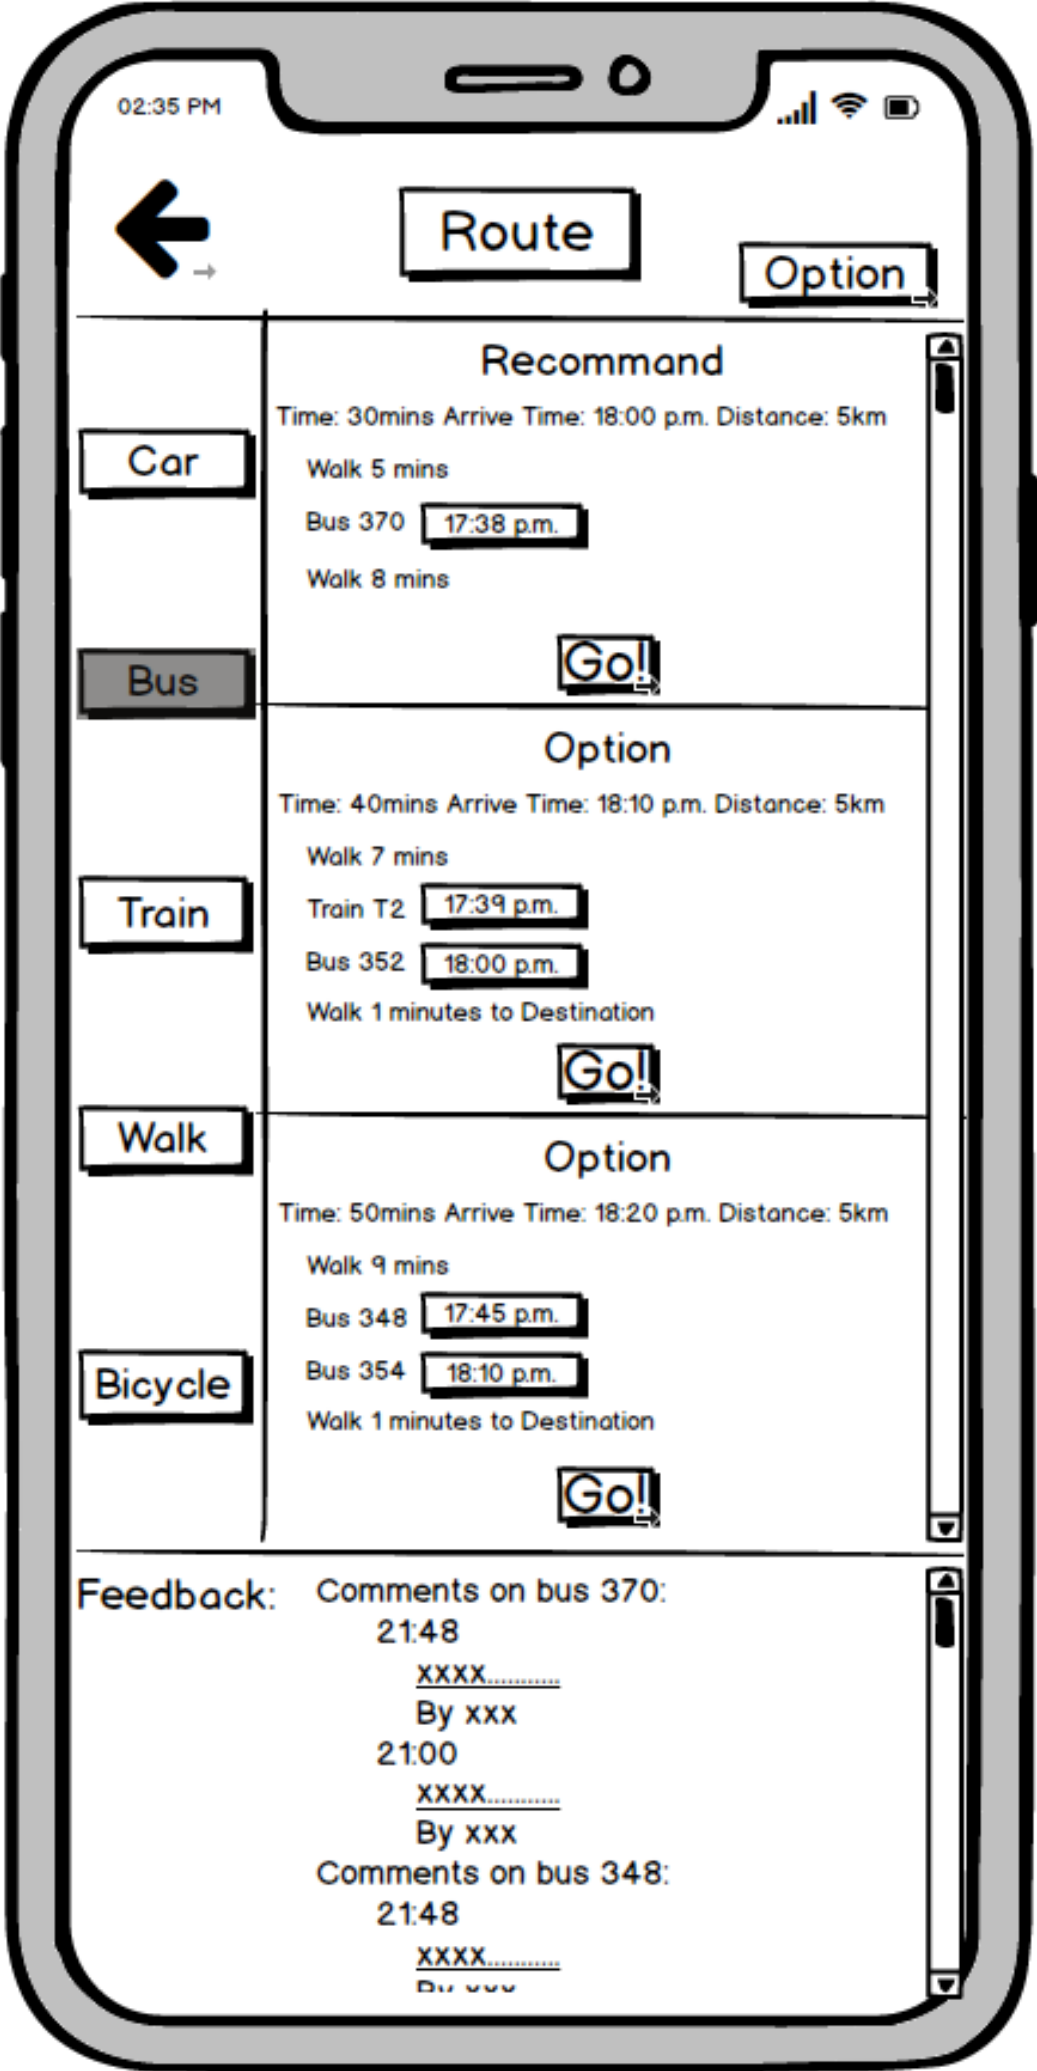 02:35 PM
Route
Option
Car
Bus
Train
Walk
Bicycle
Recommand
Time: 30mins Arrive Time: 18:00 p.m. Distance: 5km
Walk 5 mins
Bus 370 17:38 p.m.
Walk 8 mins
Go!
Option
Time: 40mins Arrive Time: 18:10 p.m. Distance: 5km
Walk 7 mins
Train T2 17:39 p.m.
Bus 352 18:00 p.m.
Walk 1 minutes to Destination
Go!
Option
Time: 50mins Arrive Time: 18:20 p.m. Distance: 5km
Walk 9 mins
Bus 348 17:45 p.m.
Bus 354 18:10 p.m.
Walk 1 minutes to Destination
Go!
Feedback:
Comments on bus 370:
21:48
xxxx...........
By xxx
21:00
xxxx...........
By xxx
Comments on bus 348:
21:48
xxxx...........
By xxx